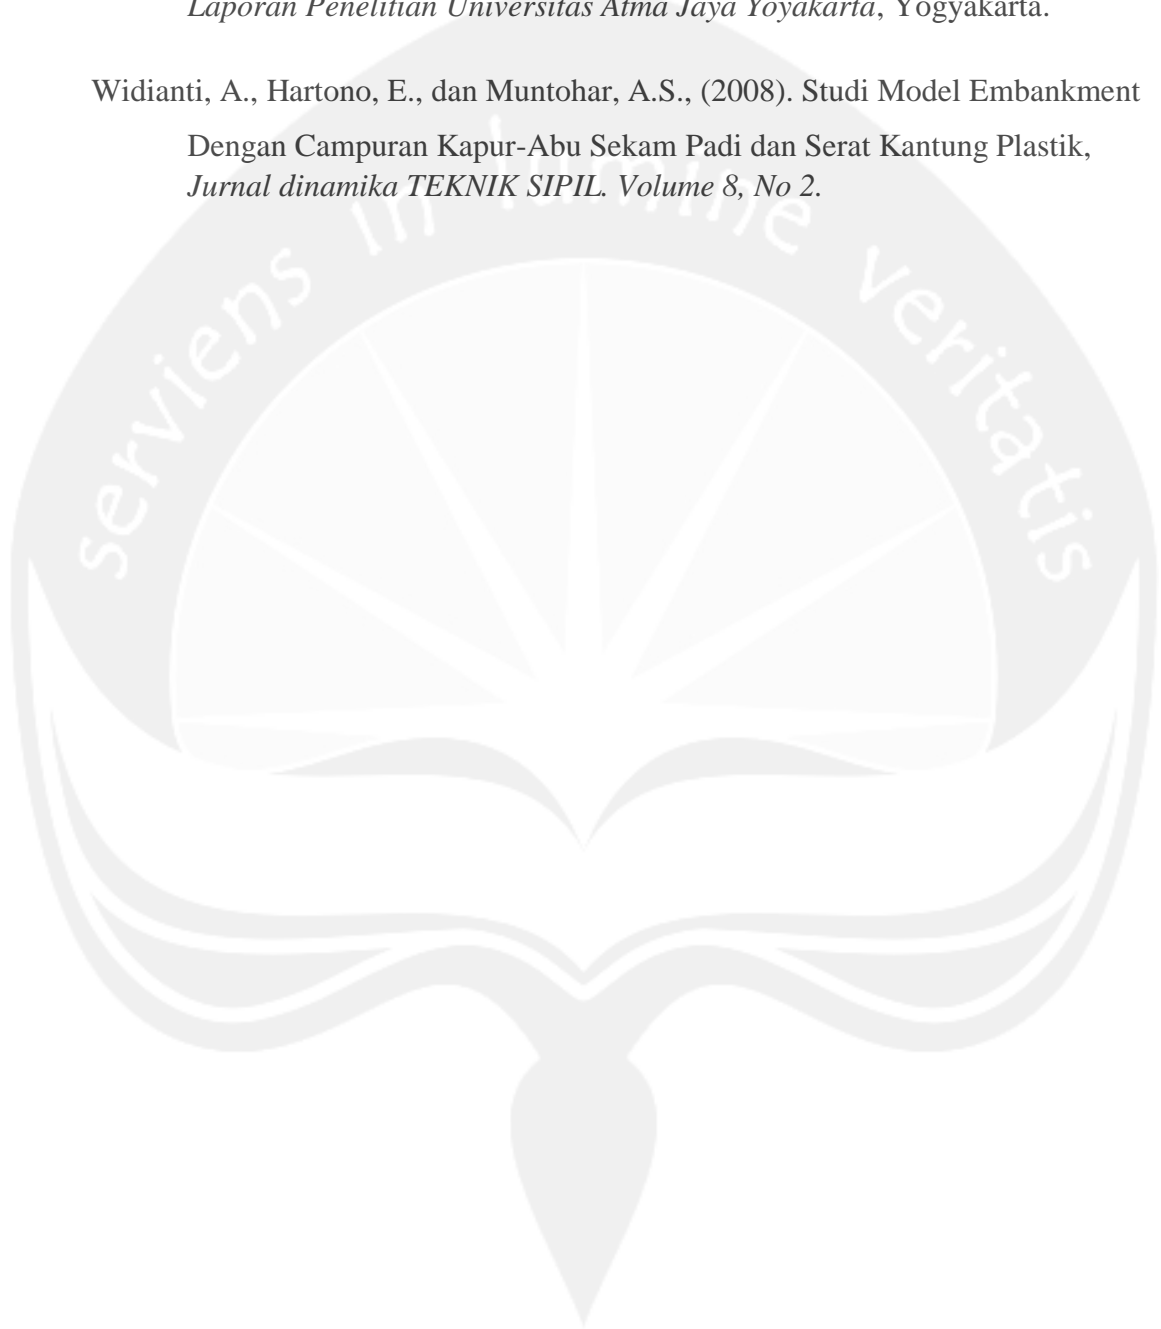 Laporan Penelitian Universitas Atma Jaya Yoyakarta, Yogyakarta.
Widianti, A., Hartono, E., dan Muntohar, A.S., (2008). Studi Model Embankment
Dengan Campuran Kapur-Abu Sekam Padi dan Serat Kantung Plastik,
Jurnal dinamika TEKNIK SIPIL. Volume 8, No 2.
serviens in lumine veritatis